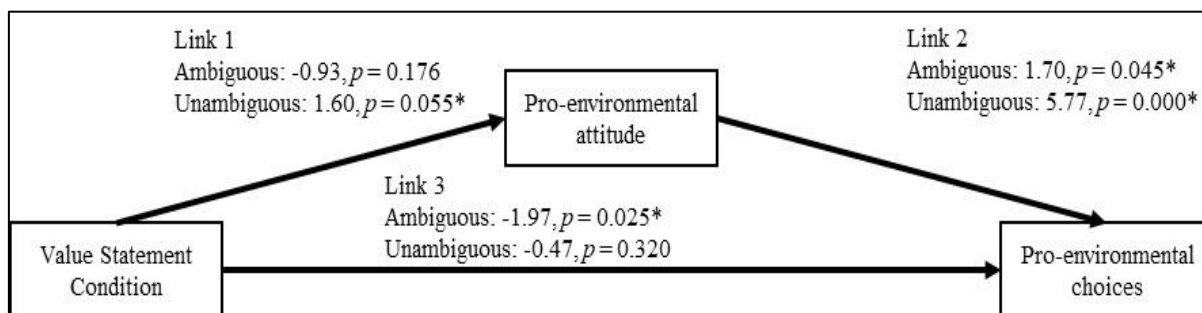 Link 1
Ambiguous: -0.93, p = 0.176
Unambiguous: 1.60, p = 0.055*
Link 2
Ambiguous: 1.70, p = 0.045*
Unambiguous: 5.77, p = 0.000*
Pro-environmental
attitude
Link 3
Ambiguous: -1.97, p = 0.025*
Unambiguous: -0.47, p = 0.320
Value Statement
Condition
Pro-environmental
choices